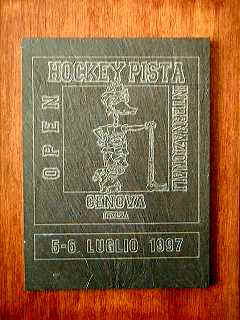 HOCKEY PISTA
OPEN
INTERNAZIONALI
GENOVA
5-6 LUGLIO 1997